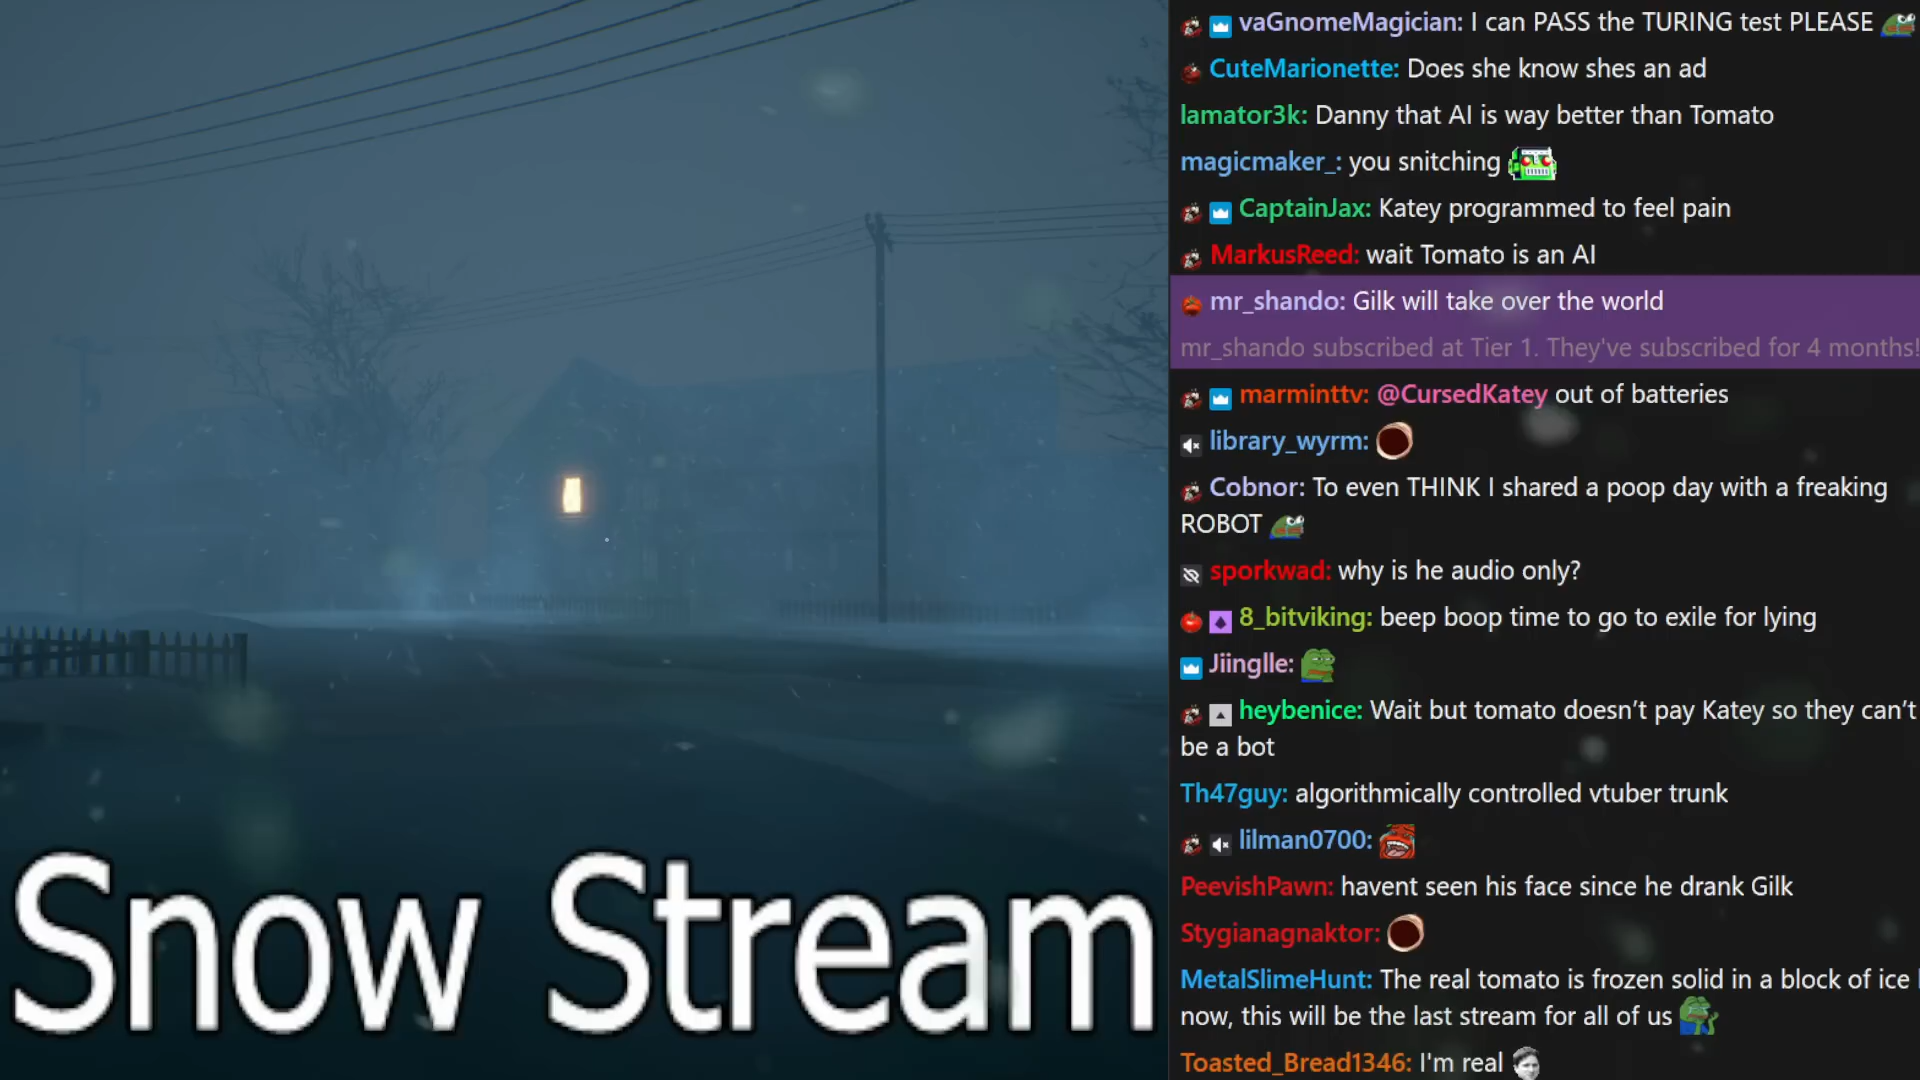 vaGnomeMagician: I can PASS the TURING test PLEASE
CuteMarionette: Does she know shes an ad
lamator3k: Danny that AI is way better than Tomato
magicmaker_: you snitching
CaptainJax: Katey programmed to feel pain
MarkusReed: wait Tomato is an AI
mr_shando: Gilk will take over the world
mr_shando subscribed at Tier 1. They've subscribed for 4 months!
marminttv: @CursedKatey out of batteries
library_wyrm:
Cobnor: To even THINK I shared a poop day with a freaking
ROBOT
sporkwad: why is he audio only?
8_bitviking: beep boop time to go to exile for lying
Jiinglle:
heybenice: Wait but tomato doesn’t pay Katey so they can’t
be a bot
Th47guy: algorithmically controlled vtuber trunk
lilman0700:
PeevishPawn: havent seen his face since he drank Gilk
Stygianagnaktor:
MetalSlimeHunt: The real tomato is frozen solid in a block of ice
now, this will be the last stream for all of us
Toasted_Bread1346: I'm real
Snow Stream